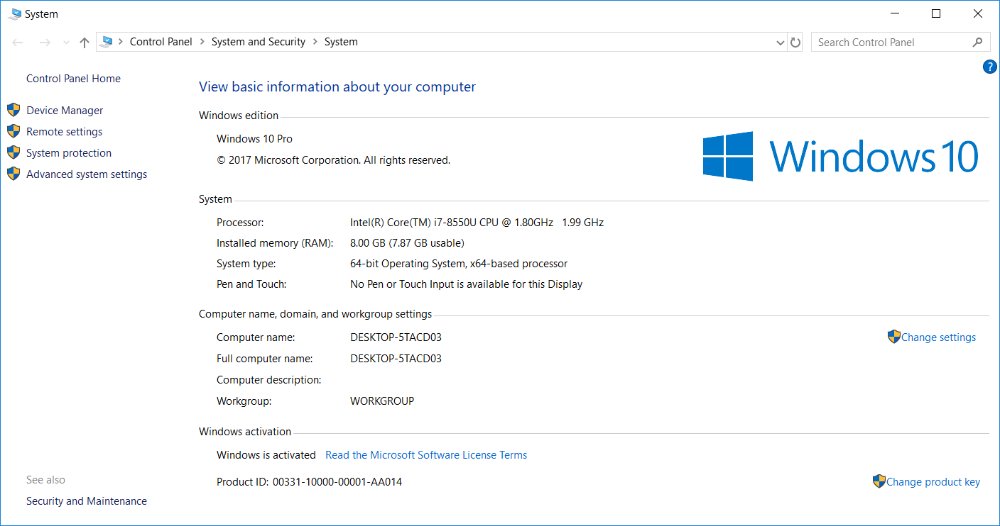 System
Control Panel > System and Security > System
Search Control Panel
?
Control Panel Home
Device Manager
Remote settings
System protection
Advanced system settings
View basic information about your computer
Windows edition
Windows 10 Pro
© 2017 Microsoft Corporation. All rights reserved.
Windows 10
System
Processor: Intel(R) Core(TM) i7-8550U CPU @ 1.80GHz 1.99 GHz
Installed memory (RAM): 8.00 GB (7.87 GB usable)
System type: 64-bit Operating System, x64-based processor
Pen and Touch: No Pen or Touch Input is available for this Display
Computer name, domain, and workgroup settings
Computer name: DESKTOP-5TACD03 Change settings
Full computer name: DESKTOP-5TACD03
Computer description:
Workgroup: WORKGROUP
Windows activation
Windows is activated Read the Microsoft Software License Terms
Product ID: 00331-10000-00001-AA014 Change product key
See also
Security and Maintenance